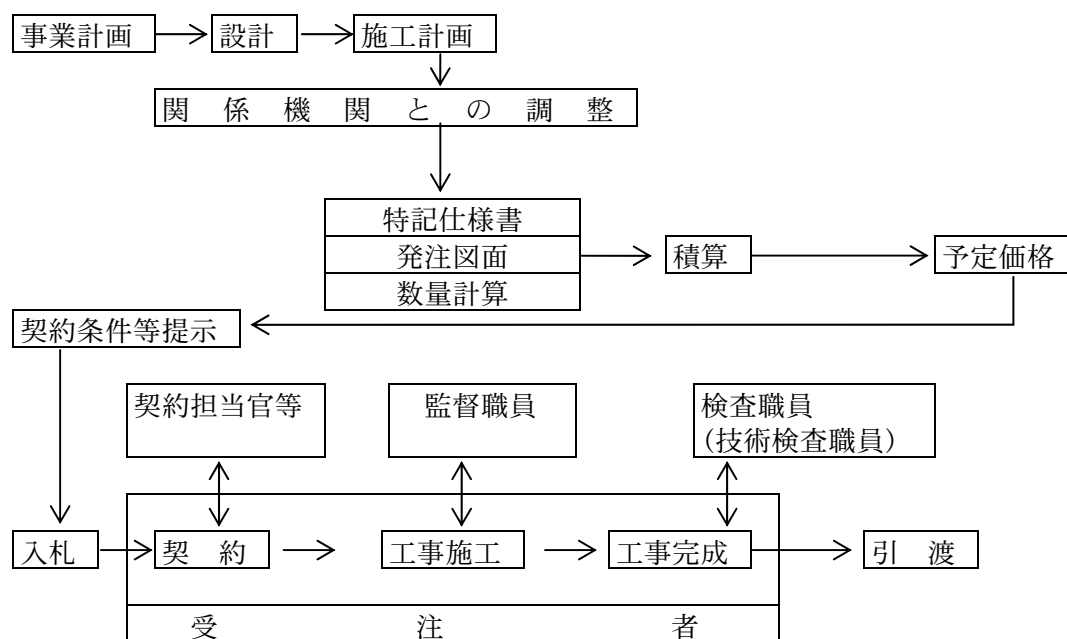 事業計画
設計
施工計画
関係機関との調整
特記仕様書
発注図面
数量計算
積算
予定価格
契約条件等提示
契約担当官等
監督職員
検査職員
(技術検査職員)
入札
契 約
工事施工
工事完成
引 渡
受 注 者